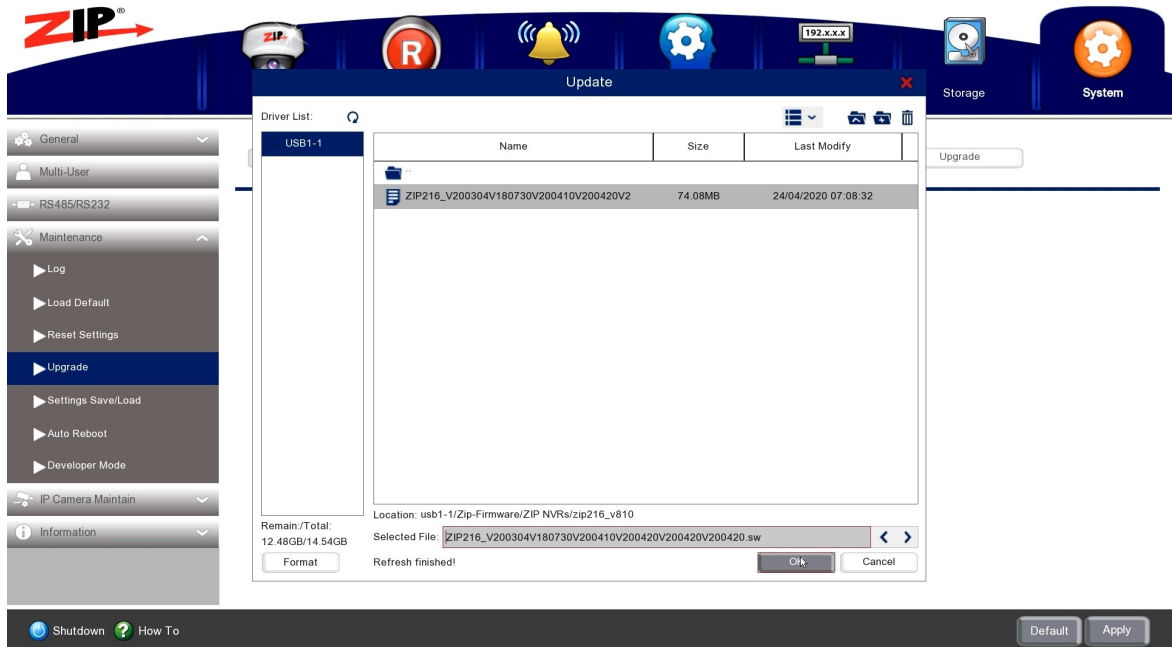 ZIP®
ZIP
R
192.x.x.x
Storage
System
Update
Driver List:
USB1-1
Name
Size
Last Modify
..
ZIP216_V200304V180730V200410V200420V2
74.08MB
24/04/2020 07:08:32
Upgrade
General
Multi-User
RS485/RS232
Maintenance
Log
Load Default
Reset Settings
Upgrade
Settings Save/Load
Auto Reboot
Developer Mode
IP Camera Maintain
Information
Remain:/Total:
12.48GB/14.54GB
Format
Location: usb1-1/Zip-Firmware/ZIP NVRs/zip216_v810
Selected File: ZIP216_V200304V180730V200410V200420V200420V200420.sw
Refresh finished!
OK
Cancel
Shutdown
How To
Default
Apply